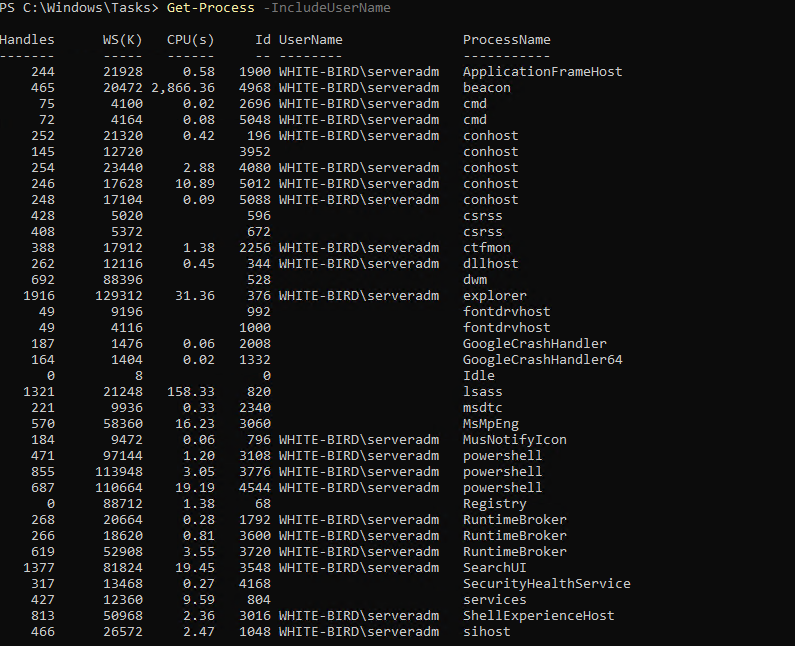 PS C:\Windows\Tasks> Get-Process -IncludeUserName
Handles WS(K) CPU(s) Id UserName ProcessName
------- ----- ------ -- -------- -----------
244 21928 0.58 1900 WHITE-BIRD\serveradm ApplicationFrameHost
465 20472 2,866.36 4968 WHITE-BIRD\serveradm beacon
75 4100 0.02 2696 WHITE-BIRD\serveradm cmd
72 4164 0.08 5048 WHITE-BIRD\serveradm cmd
252 21320 0.42 196 WHITE-BIRD\serveradm conhost
145 12720 3952 conhost
254 23440 2.88 4080 WHITE-BIRD\serveradm conhost
246 17628 10.89 5012 WHITE-BIRD\serveradm conhost
248 17104 0.09 5088 WHITE-BIRD\serveradm conhost
428 5020 596 csrss
408 5372 672 csrss
388 17912 1.38 2256 WHITE-BIRD\serveradm ctfmon
262 12116 0.45 344 WHITE-BIRD\serveradm dllhost
692 88396 528 dwm
1916 129312 31.36 376 WHITE-BIRD\serveradm explorer
49 9196 992 fontdrvhost
49 4116 1000 fontdrvhost
187 1476 0.06 2008 GoogleCrashHandler
164 1404 0.02 1332 GoogleCrashHandler64
0 8 0 Idle
1321 21248 158.33 820 lsass
221 9936 0.33 2340 msdtc
570 58360 16.23 3060 MsMpEng
184 9472 0.06 796 WHITE-BIRD\serveradm MusNotifyIcon
471 97144 1.20 3108 WHITE-BIRD\serveradm powershell
855 113948 3.05 3776 WHITE-BIRD\serveradm powershell
687 110664 19.19 4544 WHITE-BIRD\serveradm powershell
0 88712 1.38 68 Registry
268 20664 0.28 1792 WHITE-BIRD\serveradm RuntimeBroker
266 18620 0.81 3600 WHITE-BIRD\serveradm RuntimeBroker
619 52908 3.55 3720 WHITE-BIRD\serveradm RuntimeBroker
1377 81824 19.45 3548 WHITE-BIRD\serveradm SearchUI
317 13468 0.27 4168 SecurityHealthService
427 12360 9.59 804 services
813 50968 2.36 3016 WHITE-BIRD\serveradm ShellExperienceHost
466 26572 2.47 1048 WHITE-BIRD\serveradm sihost